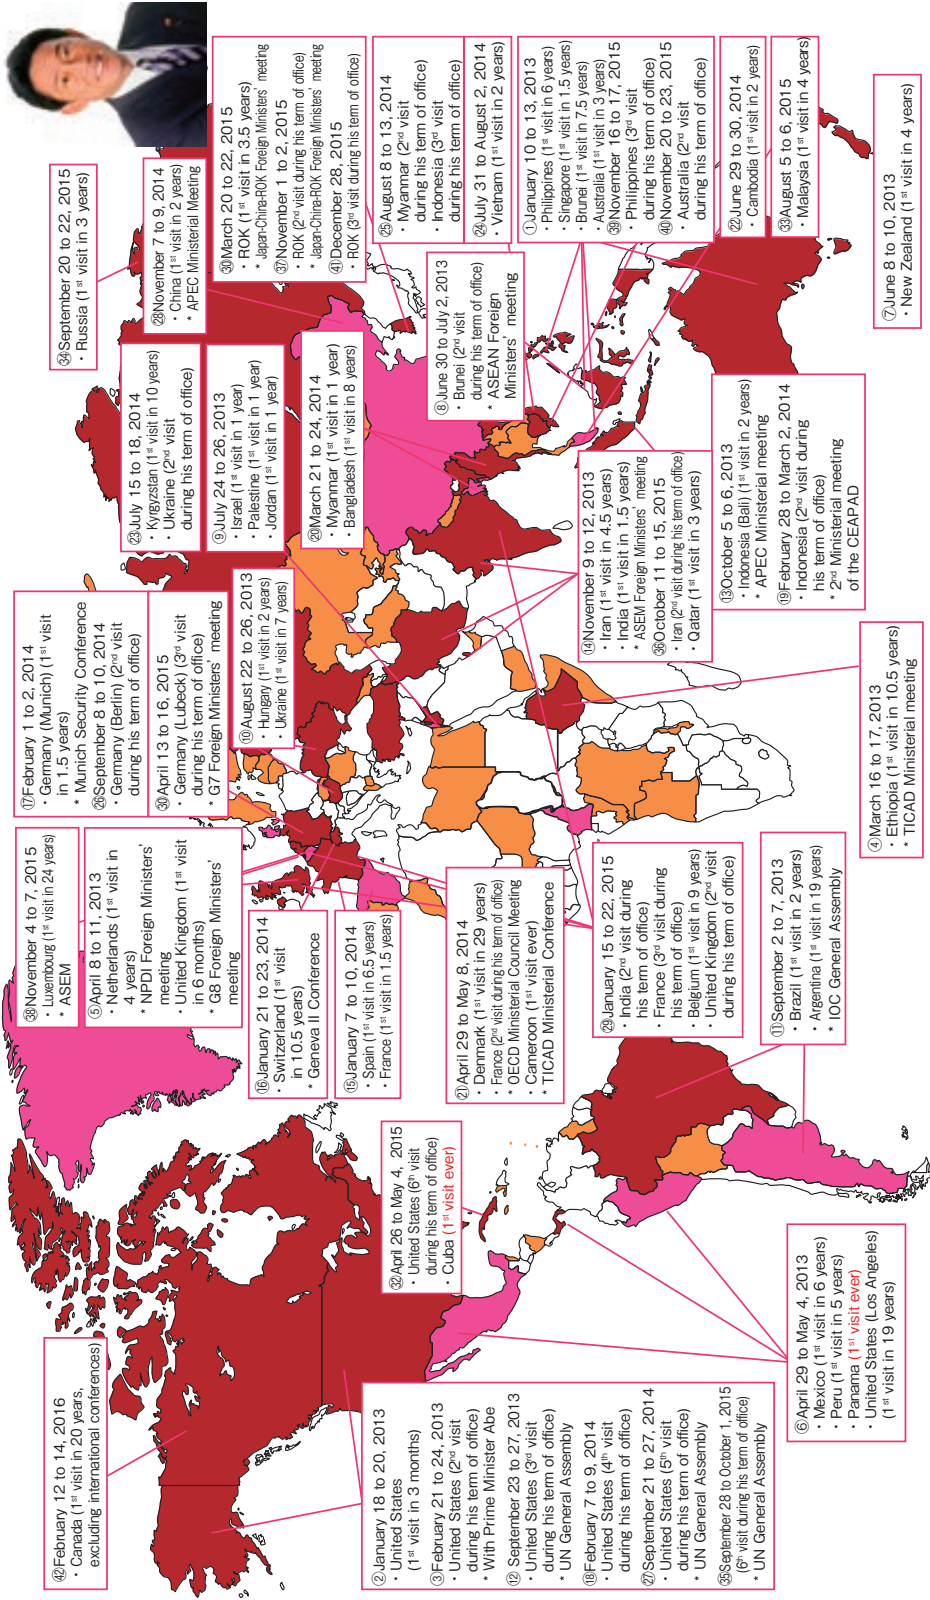 ㉞September 20 to 22, 2015
・Russia (1st visit in 3 years)
㉘November 7 to 9, 2014
・China (1st visit in 2 years)
* APEC Ministerial Meeting
㉚March 20 to 22, 2015
・ROK (1st visit in 3.5 years)
* Japan-China-ROK Foreign Ministers' meeting
㊲November 1 to 2, 2015
・ROK (2nd visit during his term of office)
* Japan-China-ROK Foreign Ministers' meeting
㊶December 28, 2015
・ROK (3rd visit during his term of office)
㉕August 8 to 13, 2014
・Myanmar (2nd visit
during his term of office)
・Indonesia (3rd visit
during his term of office)
㉔July 31 to August 2, 2014
・Vietnam (1st visit in 2 years)
①January 10 to 13, 2013
・Philippines (1st visit in 6 years)
・Singapore (1st visit in 1.5 years)
・Brunei (1st visit in 7.5 years)
・Australia (1st visit in 3 years)
㊴November 16 to 17, 2015
・Philippines (3rd visit
during his term of office)
㊵November 20 to 23, 2015
・Australia (2nd visit
during his term of office)
㉒June 29 to 30, 2014
・Cambodia (1st visit in 2 years)
㉝August 5 to 6, 2015
・Malaysia (1st visit in 4 years)
⑦June 8 to 10, 2013
・New Zealand (1st visit in 4 years)
㉓July 15 to 18, 2014
・Kyrgyzstan (1st visit in 10 years)
・Ukraine (2nd visit
during his term of office)
⑨July 24 to 26, 2013
・Israel (1st visit in 1 year)
・Palestine (1st visit in 1 year)
・Jordan (1st visit in 1 year)
⑳March 21 to 24, 2014
・Myanmar (1st visit in 1 year)
・Bangladesh (1st visit in 8 years)
⑧June 30 to July 2, 2013
・Brunei (2nd visit
during his term of office)
* ASEAN Foreign
Ministers' meeting
⑭November 9 to 12, 2013
・Iran (1st visit in 4.5 years)
・India (1st visit in 1.5 years)
* ASEM Foreign Ministers' meeting
㊱October 11 to 15, 2015
・Iran (2nd visit during his term of office)
・Qatar (1st visit in 3 years)
⑬October 5 to 6, 2013
・Indonesia (Bali) (1st visit in 2 years)
* APEC Ministerial meeting
⑲February 28 to March 2, 2014
・Indonesia (2nd visit during
his term of office)
* 2nd Ministerial meeting
of the CEAPAD
⑰February 1 to 2, 2014
・Germany (Munich) (1st visit
in 1.5 years)
* Munich Security Conference
㉖September 8 to 10, 2014
・Germany (Berlin) (2nd visit
during his term of office)
㉚April 13 to 16, 2015
・Germany (Lubeck) (3rd visit
during his term of office)
* G7 Foreign Ministers' meeting
⑩August 22 to 26, 2013
・Hungary (1st visit in 2 years)
・Ukraine (1st visit in 7 years)
④March 16 to 17, 2013
・Ethiopia (1st visit in 10.5 years)
* TICAD Ministerial meeting
㊳November 4 to 7, 2015
・Luxembourg (1st visit in 24 years)
* ASEM
⑤April 8 to 11, 2013
・Netherlands (1st visit in
4 years)
* NPDI Foreign Ministers'
meeting
・United Kingdom (1st visit
in 6 months)
* G8 Foreign Ministers'
meeting
⑯January 21 to 23, 2014
・Switzerland (1st visit
in 10.5 years)
* Geneva II Conference
⑮January 7 to 10, 2014
・Spain (1st visit in 6.5 years)
・France (1st visit in 1.5 years)
㉑April 29 to May 8, 2014
・Denmark (1st visit in 29 years)
・France (2nd visit during his term of office)
* OECD Ministerial Council Meeting
・Cameroon (1st visit ever)
* TICAD Ministerial Conference
㉙January 15 to 22, 2015
・India (2nd visit during
his term of office)
・France (3rd visit during
his term of office)
・Belgium (1st visit in 9 years)
・United Kingdom (2nd visit
during his term of office)
⑪September 2 to 7, 2013
・Brazil (1st visit in 2 years)
・Argentina (1st visit in 19 years)
* IOC General Assembly
㉜April 26 to May 4, 2015
・United States (6th visit
during his term of office)
・Cuba (1st visit ever)
⑥April 29 to May 4, 2013
・Mexico (1st visit in 6 years)
・Peru (1st visit in 5 years)
・Panama (1st visit ever)
・United States (Los Angeles)
(1st visit in 19 years)
㊷February 12 to 14, 2016
・Canada (1st visit in 20 years,
excluding international conferences)
②January 18 to 20, 2013
・United States
(1st visit in 3 months)
③February 21 to 24, 2013
・United States (2nd visit
during his term of office)
* With Prime Minister Abe
⑫September 23 to 27, 2013
・United States (3rd visit
during his term of office)
* UN General Assembly
⑱February 7 to 9, 2014
・United States (4th visit
during his term of office)
㉗September 21 to 27, 2014
・United States (5th visit
during his term of office)
* UN General Assembly
㉟September 28 to October 1, 2015
(6th visit during his term of office)
* UN General Assembly